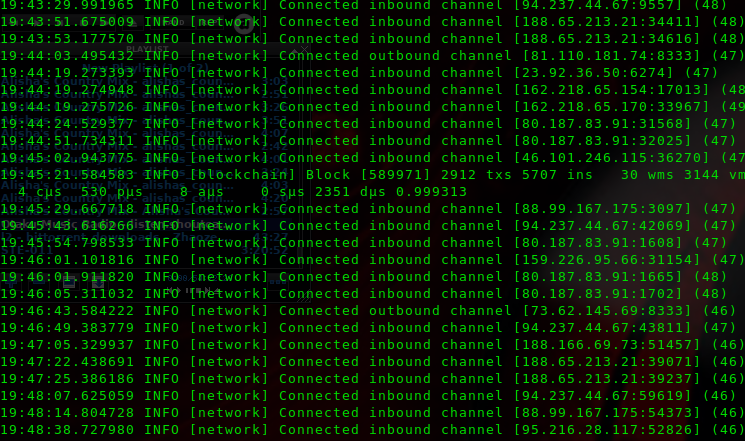 19:43:29.991965 INFO [network] Connected inbound channel [94.237.44.67:9557] (48)
19:43:51.675009 INFO [network] Connected inbound channel [188.65.213.21:34411] (48)
19:43:53.177570 INFO [network] Connected inbound channel [188.65.213.21:34616] (48)
19:44:03.495432 INFO [network] Connected outbound channel [81.110.181.74:8333] (47)
19:44:10.273395 INFO [network] Connected inbound channel [23.92.36.50:6274] (47)
19:44:19.274948 INFO [network] Connected inbound channel [162.218.65.154:17013] (48
19:44:19.275726 INFO [network] Connected inbound channel [162.218.65.170:33967] (49
19:44:24.529377 INFO [network] Connected inbound channel [80.187.83.91:31568] (47)
19:44:51.734311 INFO [network] Connected inbound channel [80.187.83.91:32025] (47)
19:45:02.943775 INFO [network] Connected inbound channel [46.101.246.115:36270] (47)
19:45:21.584583 INFO [blockchain] Block [589971] 2912 txs 5707 ins 30 wms 3144 vm
4 cµs 530 pµs 8 aµs 0 sµs 2351 dµs 0.999313
19:45:29.667718 INFO [network] Connected inbound channel [88.99.167.175:3097] (47)
19:45:43.616266 INFO [network] Connected inbound channel [94.237.44.67:42069] (47)
19:45:54.798533 INFO [network] Connected inbound channel [80.187.83.91:1608] (47)
19:46:01.101816 INFO [network] Connected inbound channel [159.226.95.66:31154] (47)
19:46:01.911820 INFO [network] Connected inbound channel [80.187.83.91:1665] (48)
19:46:05.311032 INFO [network] Connected inbound channel [80.187.83.91:1702] (48)
19:46:43.584222 INFO [network] Connected outbound channel [73.62.145.69:8333] (46)
19:46:49.383779 INFO [network] Connected inbound channel [94.237.44.67:43811] (47)
19:47:05.329937 INFO [network] Connected inbound channel [188.166.69.73:51457] (46)
19:47:22.438691 INFO [network] Connected inbound channel [188.65.213.21:39071] (46)
19:47:25.386186 INFO [network] Connected inbound channel [188.65.213.21:39237] (46)
19:48:07.625059 INFO [network] Connected inbound channel [94.237.44.67:59619] (46)
19:48:14.804728 INFO [network] Connected inbound channel [88.99.167.175:54373] (46)
19:48:38.727980 INFO [network] Connected inbound channel [95.216.28.117:52826] (46)